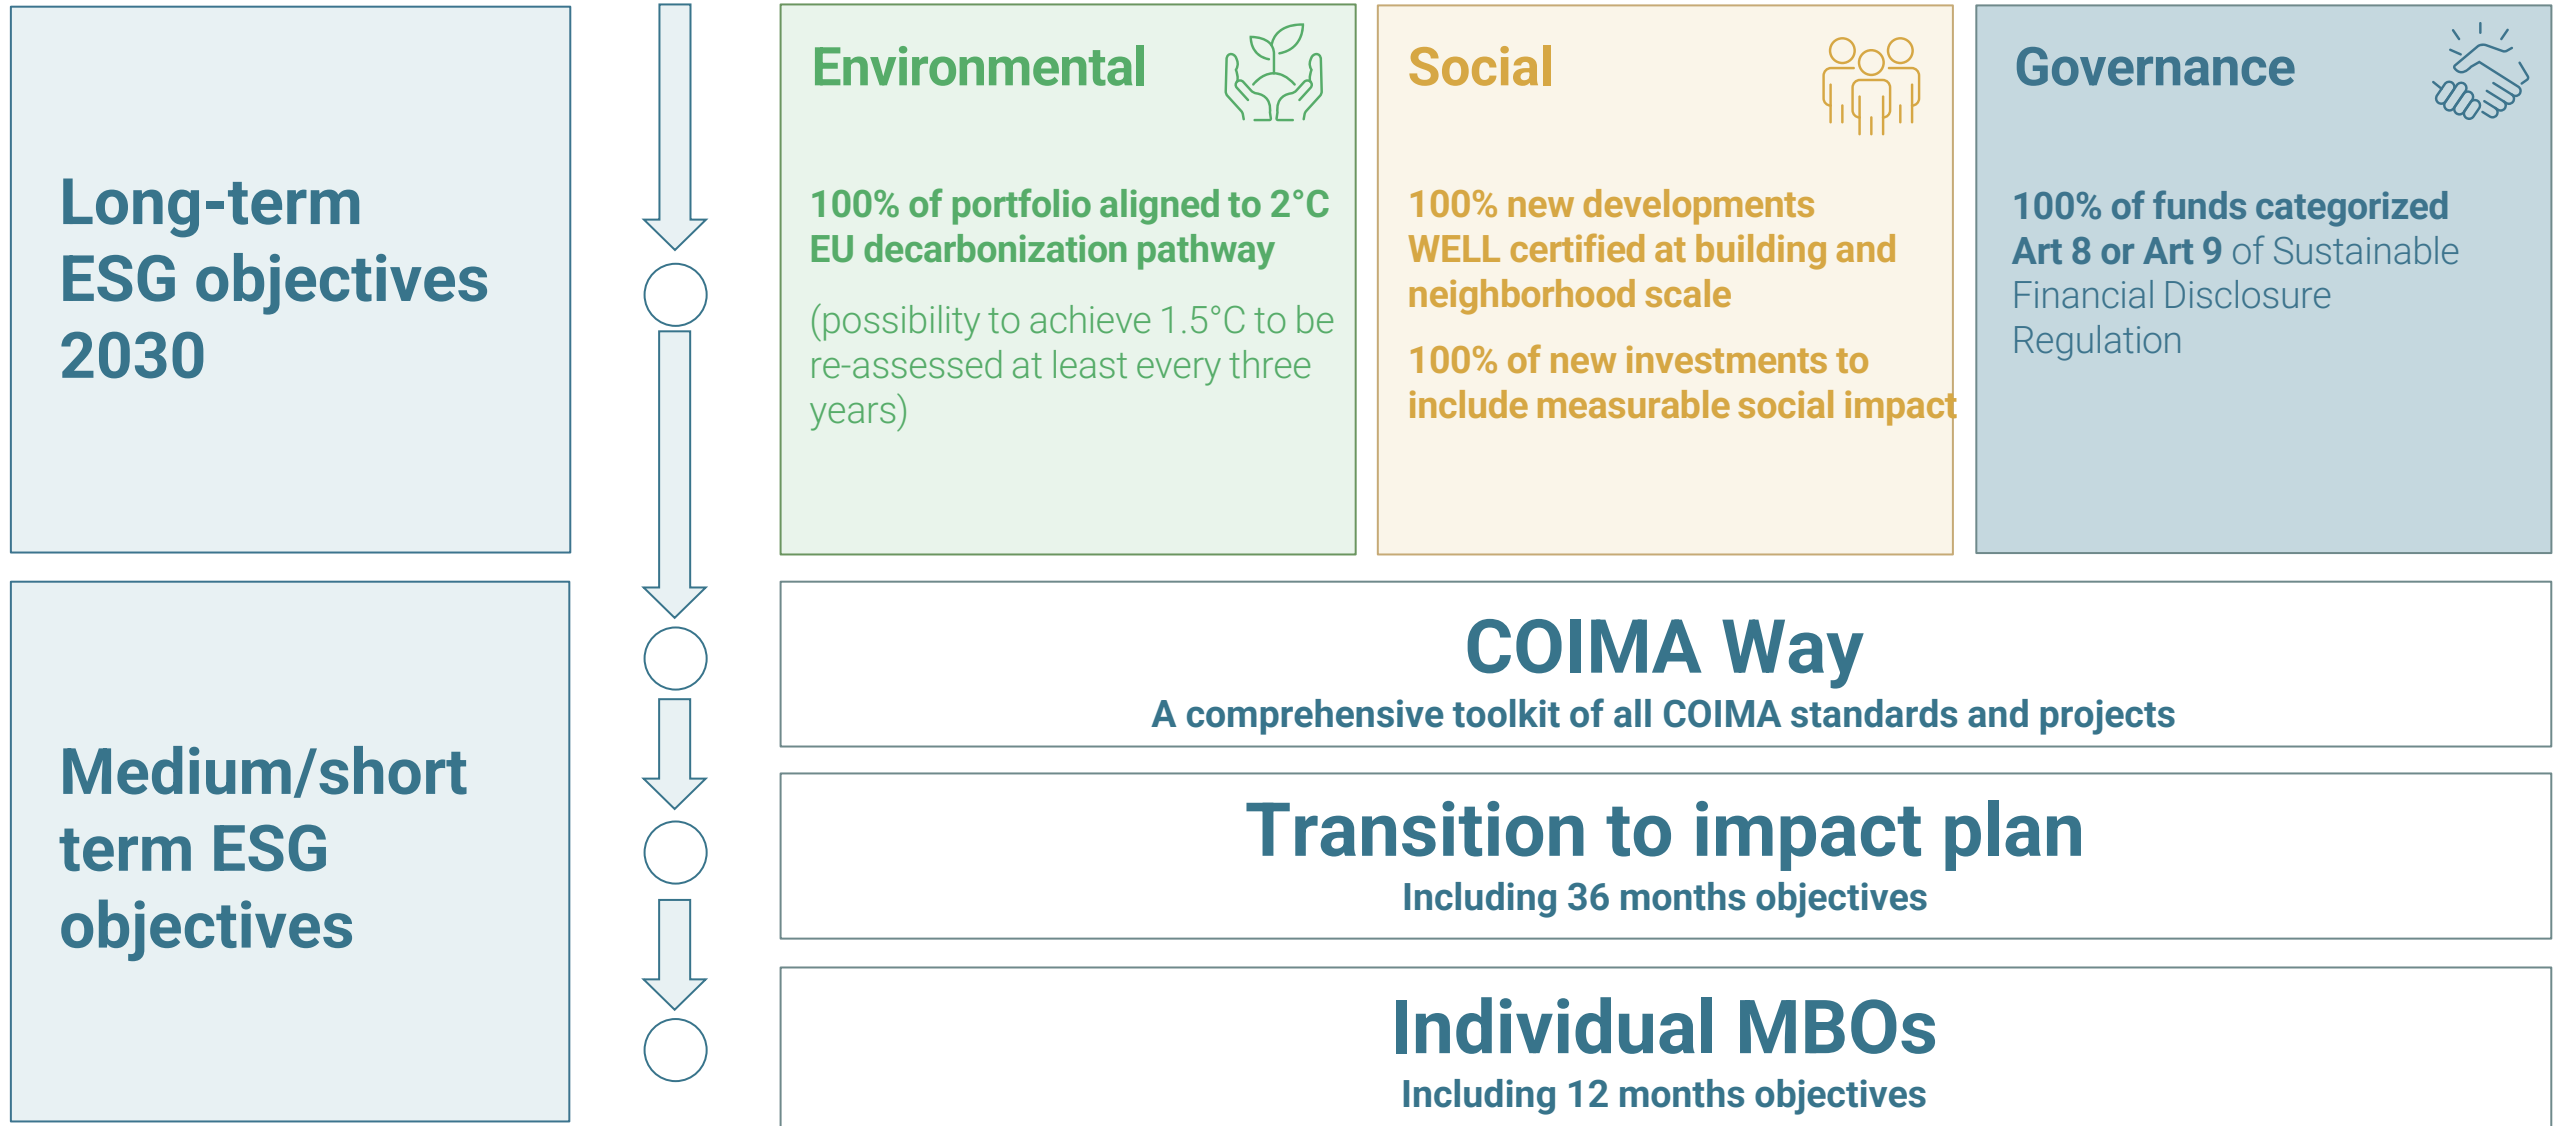 Long-term
ESG objectives
2030
Environmental
100% of portfolio aligned to 2°C
EU decarbonization pathway
(possibility to achieve 1.5°C to be
re-assessed at least every three
years)
Social
100% new developments
WELL certified at building and
neighborhood scale
100% of new investments to
include measurable social impact
Governance
100% of funds categorized
Art 8 or Art 9 of Sustainable
Financial Disclosure
Regulation
Medium/short
term ESG
objectives
COIMA Way
A comprehensive toolkit of all COIMA standards and projects
Transition to impact plan
Including 36 months objectives
Individual MBOs
Including 12 months objectives